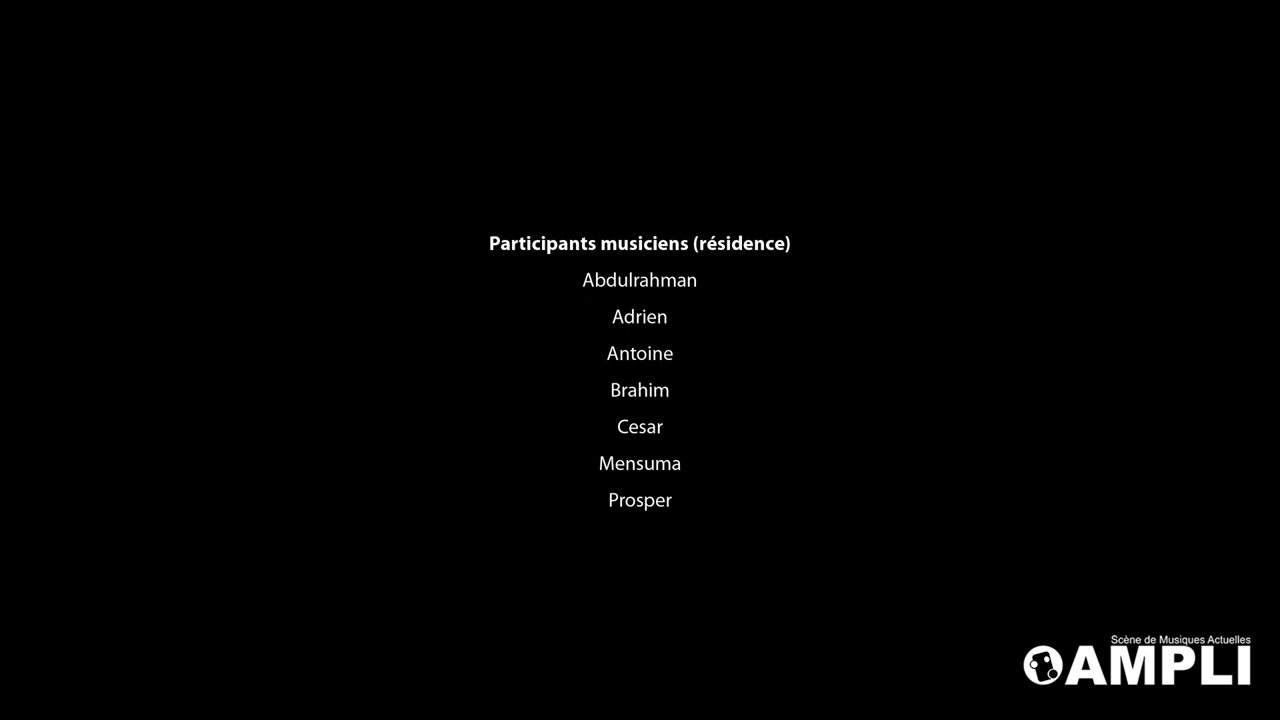 Participants musiciens (résidence)
Abdulrahman
Adrien
Antoine
Brahim
Cesar
Mensuma
Prosper
Scène de Musiques Actuelles
AMPLI